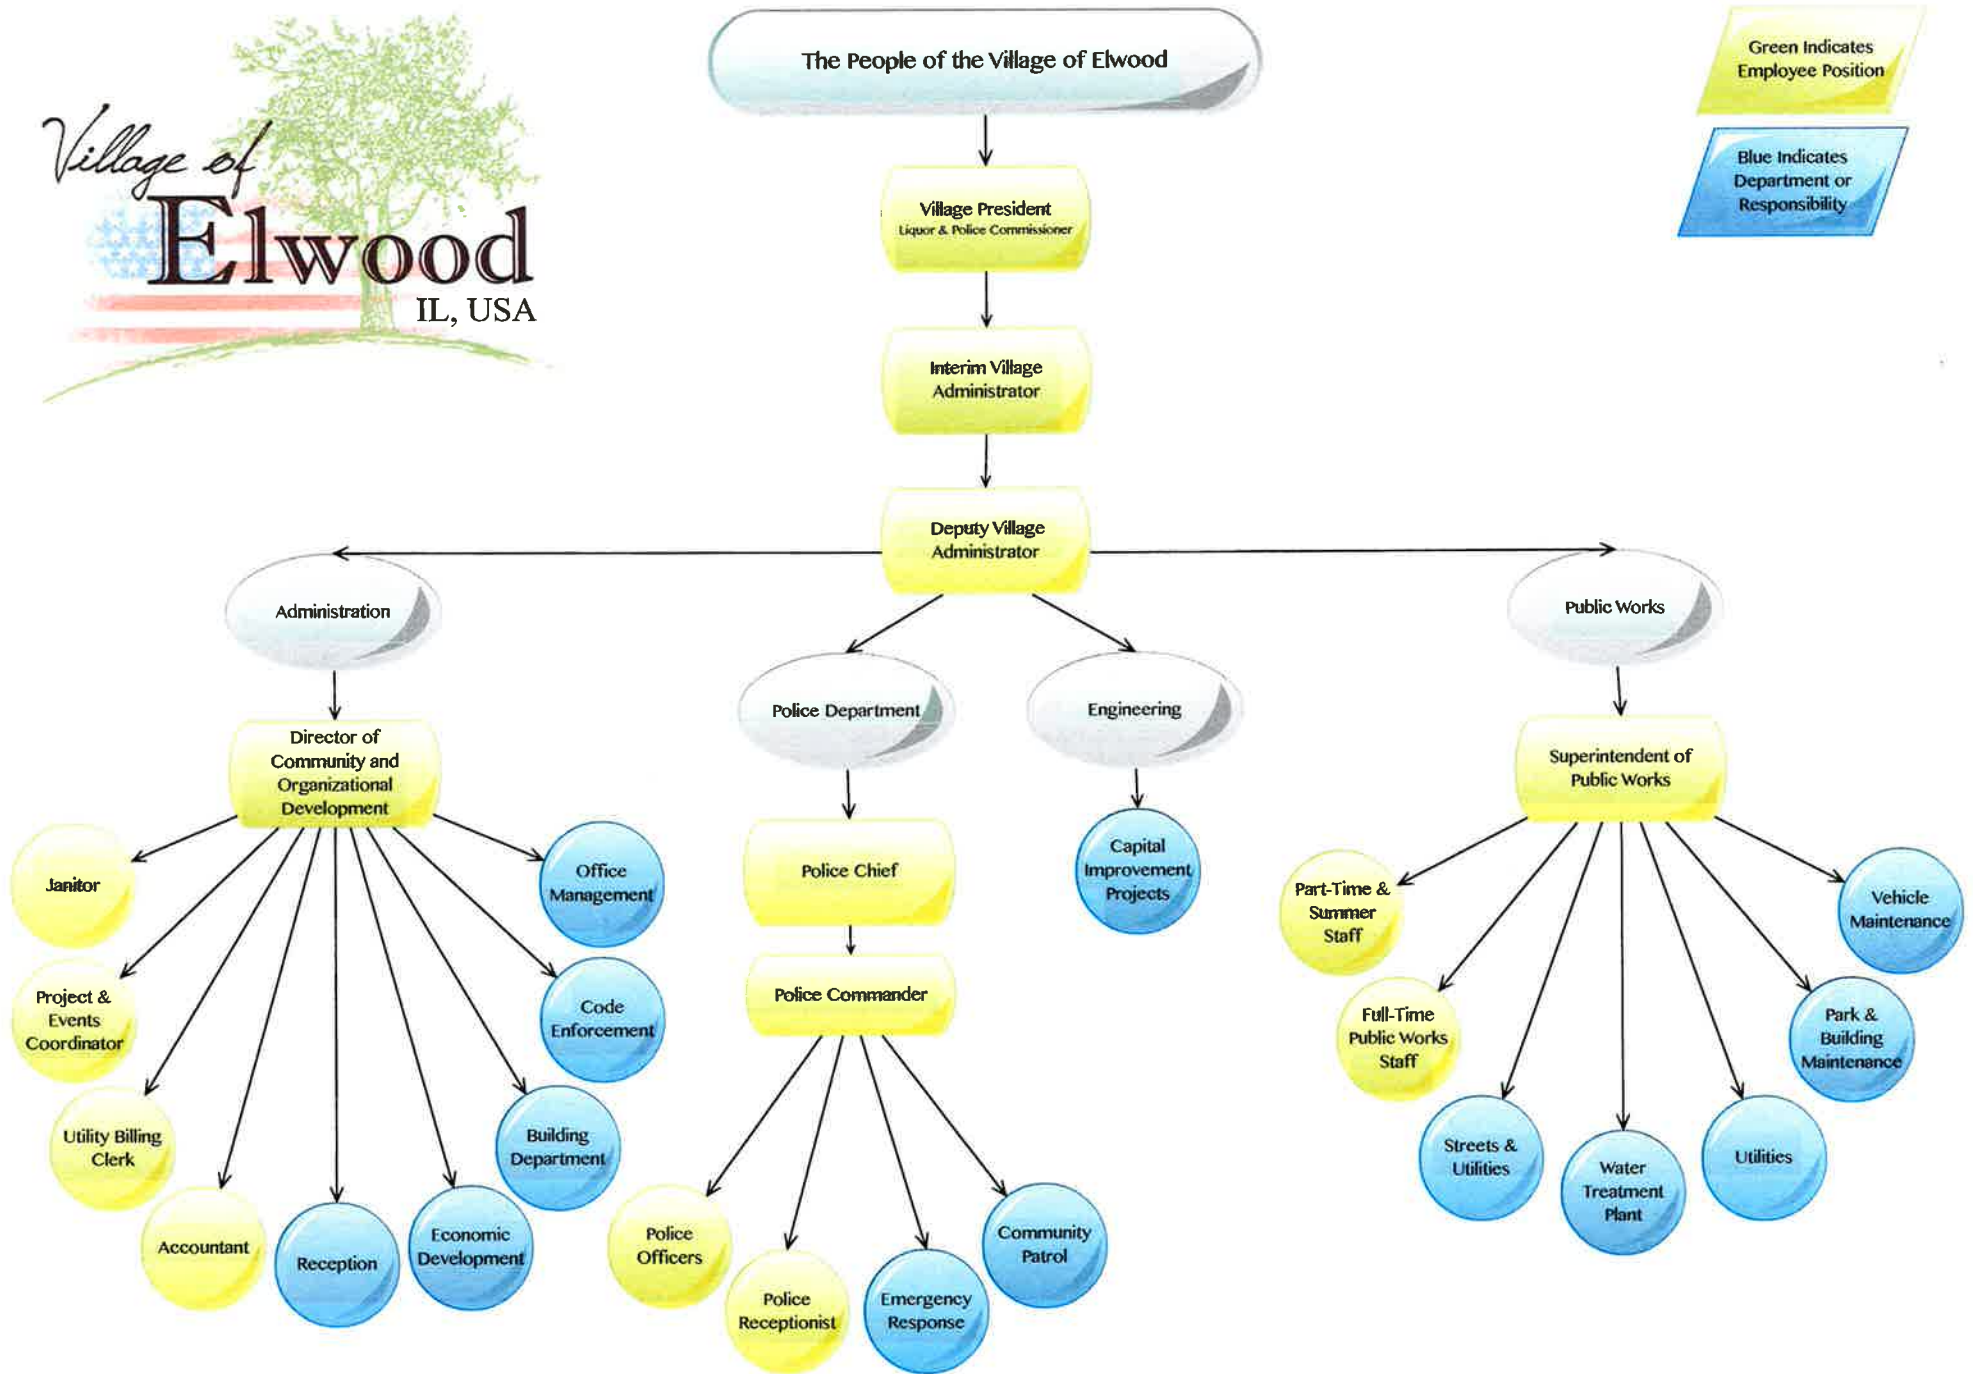 Village of
Elwood
IL, USA
The People of the Village of Elwood
Green Indicates
Employee Position
Blue Indicates
Department or
Responsibility
Village President
Liquor & Police Commissioner
Interim Village
Administrator
Deputy Village
Administrator
Administration
Police Department
Engineering
Public Works
Director of
Community and
Organizational
Development
Janitor
Project &
Events
Coordinator
Utility Billing
Clerk
Accountant
Reception
Economic
Development
Building
Department
Code
Enforcement
Office
Management
Police Chief
Police Commander
Police
Officers
Police
Receptionist
Emergency
Response
Community
Patrol
Capital
Improvement
Projects
Superintendent of
Public Works
Part-Time &
Summer
Staff
Full-Time
Public Works
Staff
Streets &
Utilities
Water
Treatment
Plant
Utilities
Park &
Building
Maintenance
Vehicle
Maintenance